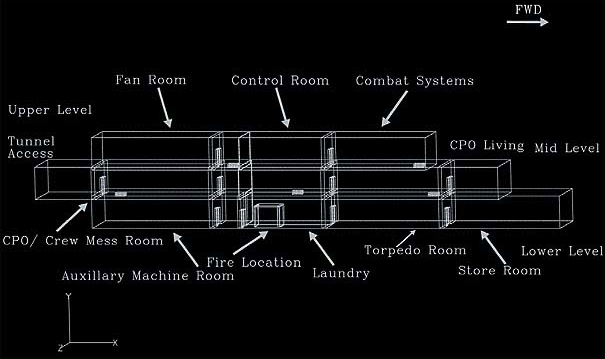 FWD
Fan Room
Control Room
Combat Systems
Upper Level
Tunnel
Access
CPO Living
Mid Level
CPO/ Crew Mess Room
Fire Location
Torpedo Room
Lower Level
Auxillary Machine Room
Laundry
Store Room
Y
Z
X